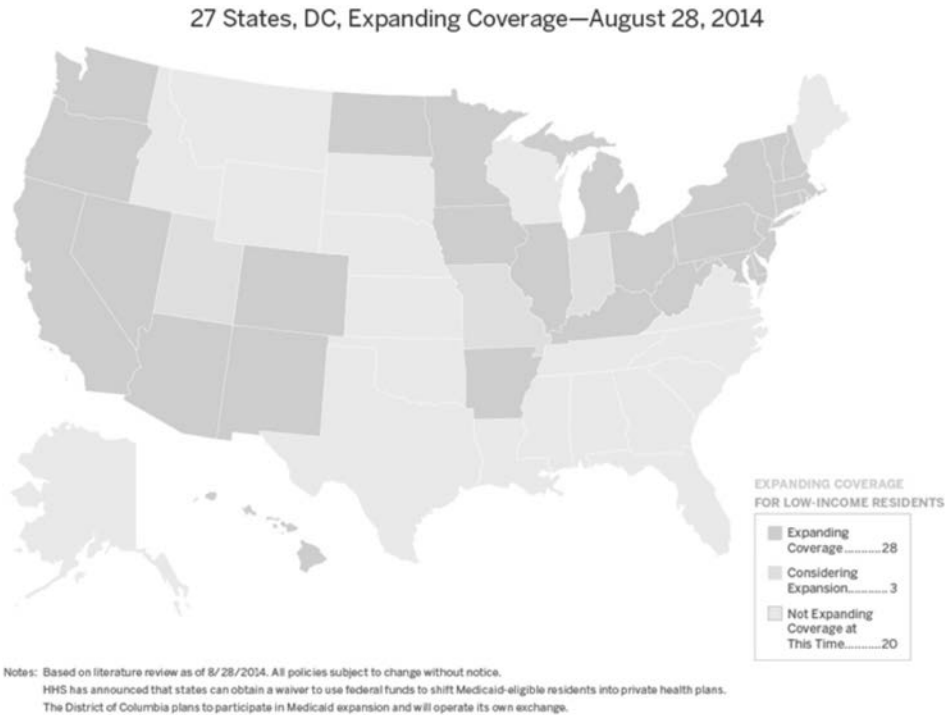 27 States, DC, Expanding Coverage—August 28, 2014
EXPANDING COVERAGE
FOR LOW-INCOME RESIDENTS
Expanding
Coverage............28
Considering
Expansion............3
Not Expanding
Coverage at
This Time..........20
Notes: Based on literature review as of 8/28/2014. All policies subject to change without notice.
HHS has announced that states can obtain a waiver to use federal funds to shift Medicaid-eligible residents into private health plans.
The District of Columbia plans to participate in Medicaid expansion and will operate its own exchange.